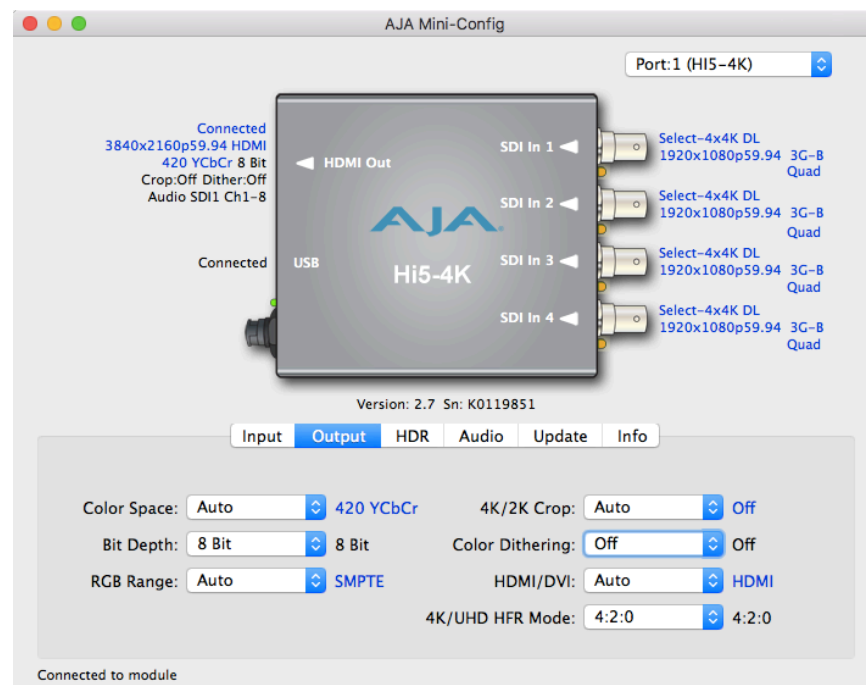 AJA Mini-Config
Port:1 (HI5-4K)
Connected
3840x2160p59.94 HDMI
420 YCbCr 8 Bit
Crop:Off Dither:Off
Audio SDI1 Ch1-8
Connected
HDMI Out
USB
AJA
Hi5-4K
SDI In 1
SDI In 2
SDI In 3
SDI In 4
Select-4x4K DL
1920x1080p59.94 3G-B
Quad
Select-4x4K DL
1920x1080p59.94 3G-B
Quad
Select-4x4K DL
1920x1080p59.94 3G-B
Quad
Select-4x4K DL
1920x1080p59.94 3G-B
Quad
Version: 2.7 Sn: K0119851
Input Output HDR Audio Update Info
Color Space: Auto 420 YCbCr 4K/2K Crop: Auto Off
Bit Depth: 8 Bit 8 Bit Color Dithering: Off Off
RGB Range: Auto SMPTE HDMI/DVI: Auto HDMI
4K/UHD HFR Mode: 4:2:0 4:2:0
Connected to module